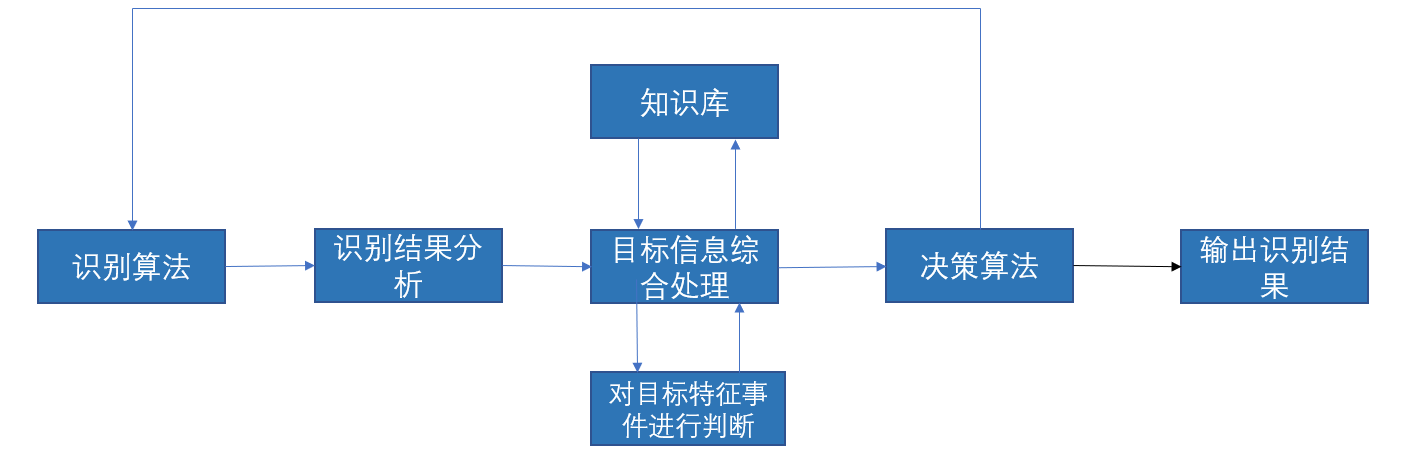 知识库
识别算法
识别结果分
析
目标信息综
合处理
决策算法
输出识别结
果
对目标特征事
件进行判断